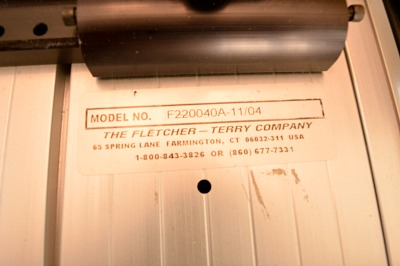 MODEL NO. F220040A-11/04
THE FLETCHER — TERRY COMPANY
65 SPRING LANE FARMINGTON, CT 06032-311 USA
1-800-843-3826 OR (860) 677-7331